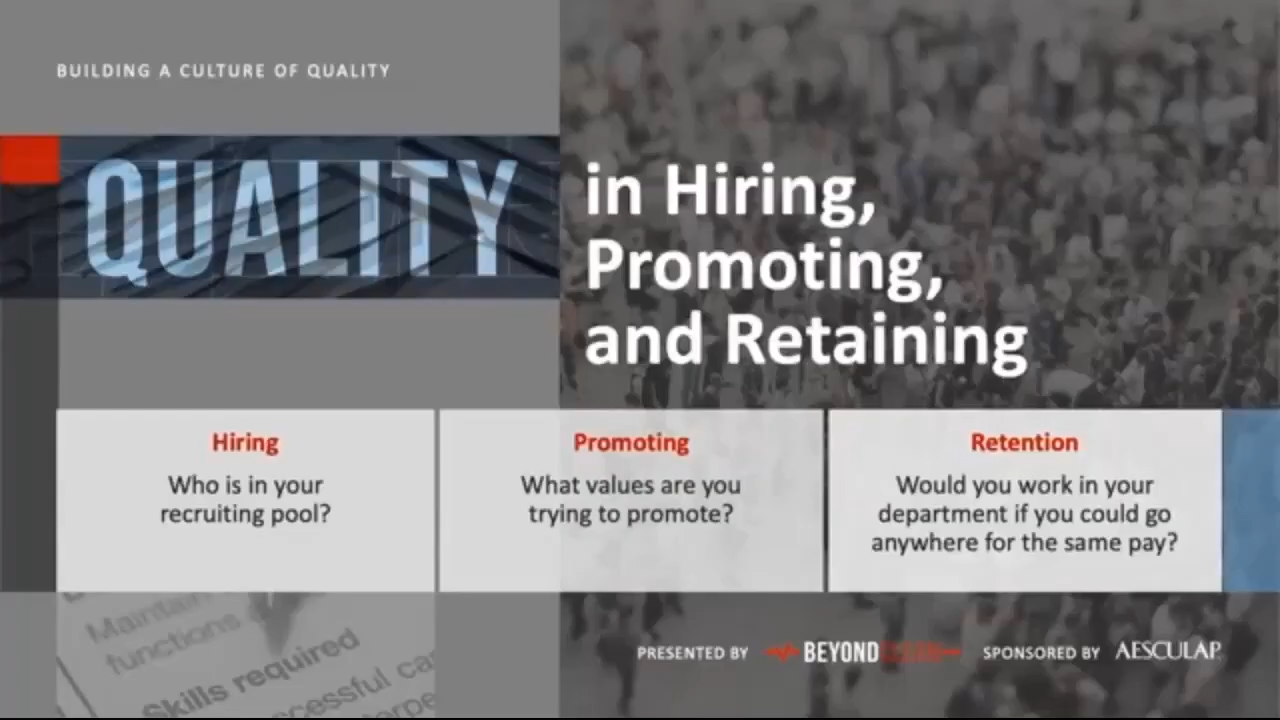 BUILDING A CULTURE OF QUALITY
QUALITY
in Hiring,
Promoting,
and Retaining
Hiring
Who is in your
recruiting pool?
Promoting
What values are you
trying to promote?
Retention
Would you work in your
department if you could go
anywhere for the same pay?
functions
Skills required
PRESENTED BY BEYOND CLEAN SPONSORED BY AESCULAP